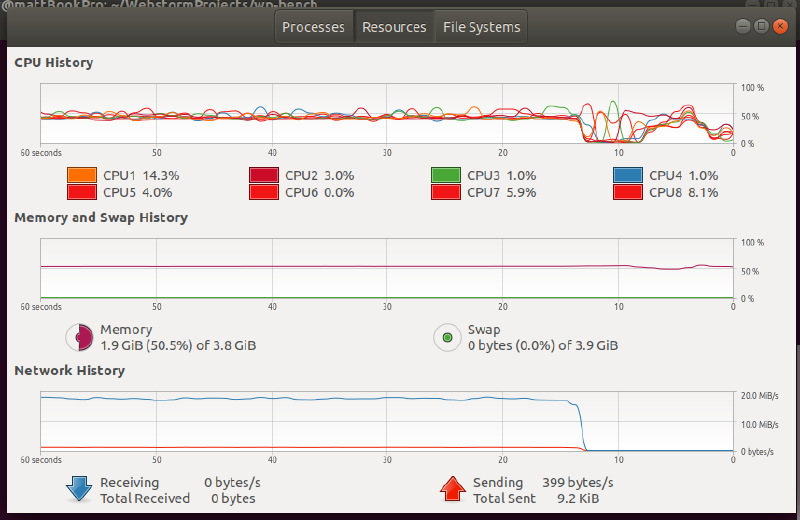 @mattBookPro: ~/WebstormProjects/wp-bench
Processes Resources File Systems
CPU History
100 %
50 %
0 %
60 seconds 50 40 30 20 10 0
CPU1 14.3% CPU2 3.0% CPU3 1.0% CPU4 1.0%
CPU5 4.0% CPU6 0.0% CPU7 5.9% CPU8 8.1%
Memory and Swap History
100 %
50 %
0 %
60 seconds 50 40 30 20 10 0
Memory Swap
1.9 GiB (50.5%) of 3.8 GiB 0 bytes (0.0%) of 3.9 GiB
Network History
20.0 MiB/s
10.0 MiB/s
0 bytes/s
60 seconds 50 40 30 20 10 0
Receiving 0 bytes/s Sending 399 bytes/s
Total Received 0 bytes Total Sent 9.2 KiB